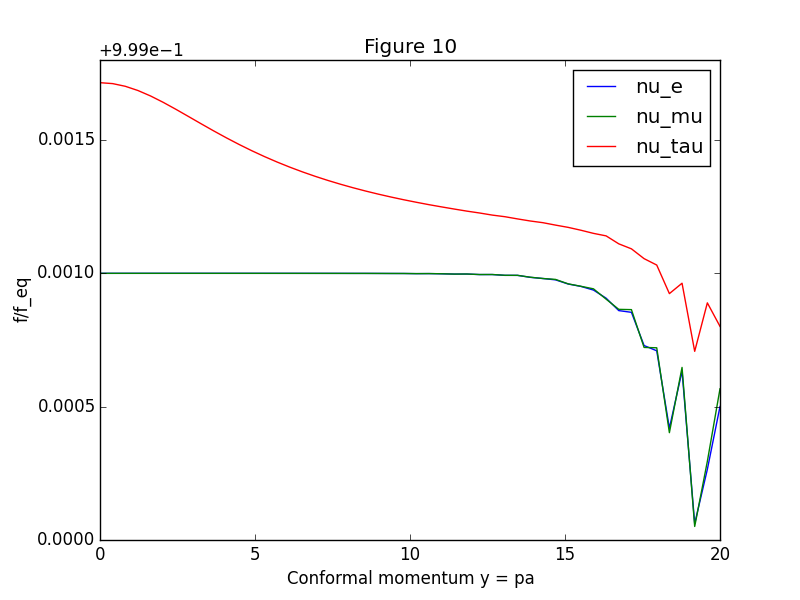 Figure 10
+9.99e−1
nu_e
nu_mu
nu_tau
0.0015
0.0010
0.0005
0.0000
f/f_eq
0 5 10 15 20
Conformal momentum y = pa